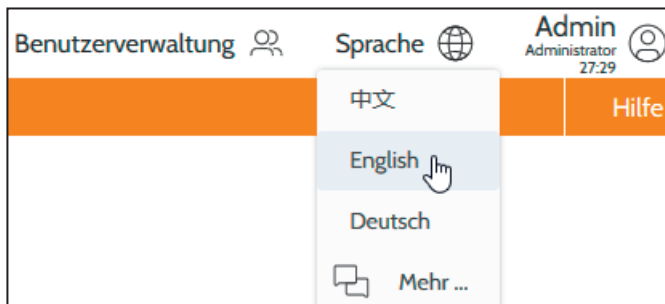 Benutzerverwaltung
Sprache
Admin
Administrator
27:29
Hilfe
中文
English
Deutsch
Mehr ...